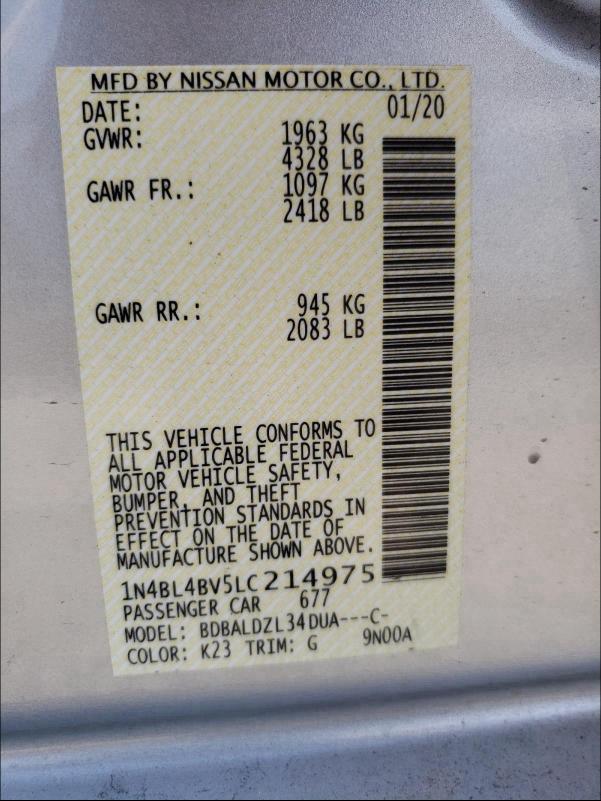 MFD BY NISSAN MOTOR CO., LTD.
DATE: 01/20
GVWR: 1963 KG
4328 LB
GAWR FR.: 1097 KG
2418 LB
GAWR RR.: 945 KG
2083 LB
THIS VEHICLE CONFORMS TO
ALL APPLICABLE FEDERAL
MOTOR VEHICLE SAFETY,
BUMPER, AND THEFT
PREVENTION STANDARDS IN
EFFECT ON THE DATE OF
MANUFACTURE SHOWN ABOVE.
1N4BL4BV5LC214975
PASSENGER CAR 677
MODEL: BDBALDZL34DUA---C-
COLOR: K23 TRIM: G 9N00A